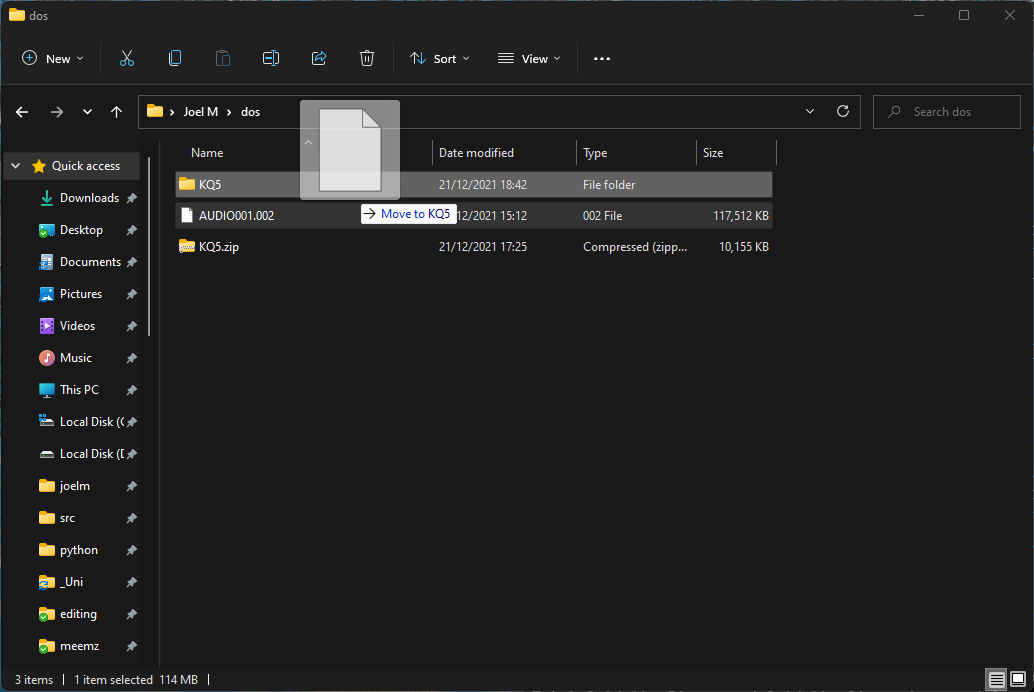 dos
New
Sort
View
Joel M
dos
Search dos
Name
Date modified
Type
Size
Quick access
KQ5
21/12/2021 18:42
File folder
Downloads
AUDIO001.002
Move to KQ5
12/2021 15:12
002 File
117,512 KB
Desktop
KQ5.zip
21/12/2021 17:25
Compressed (zipp...
10,155 KB
Documents
Pictures
Videos
Music
This PC
Local Disk (
Local Disk (
joelm
src
python
_Uni
editing
meemz
3 items
1 item selected
114 MB